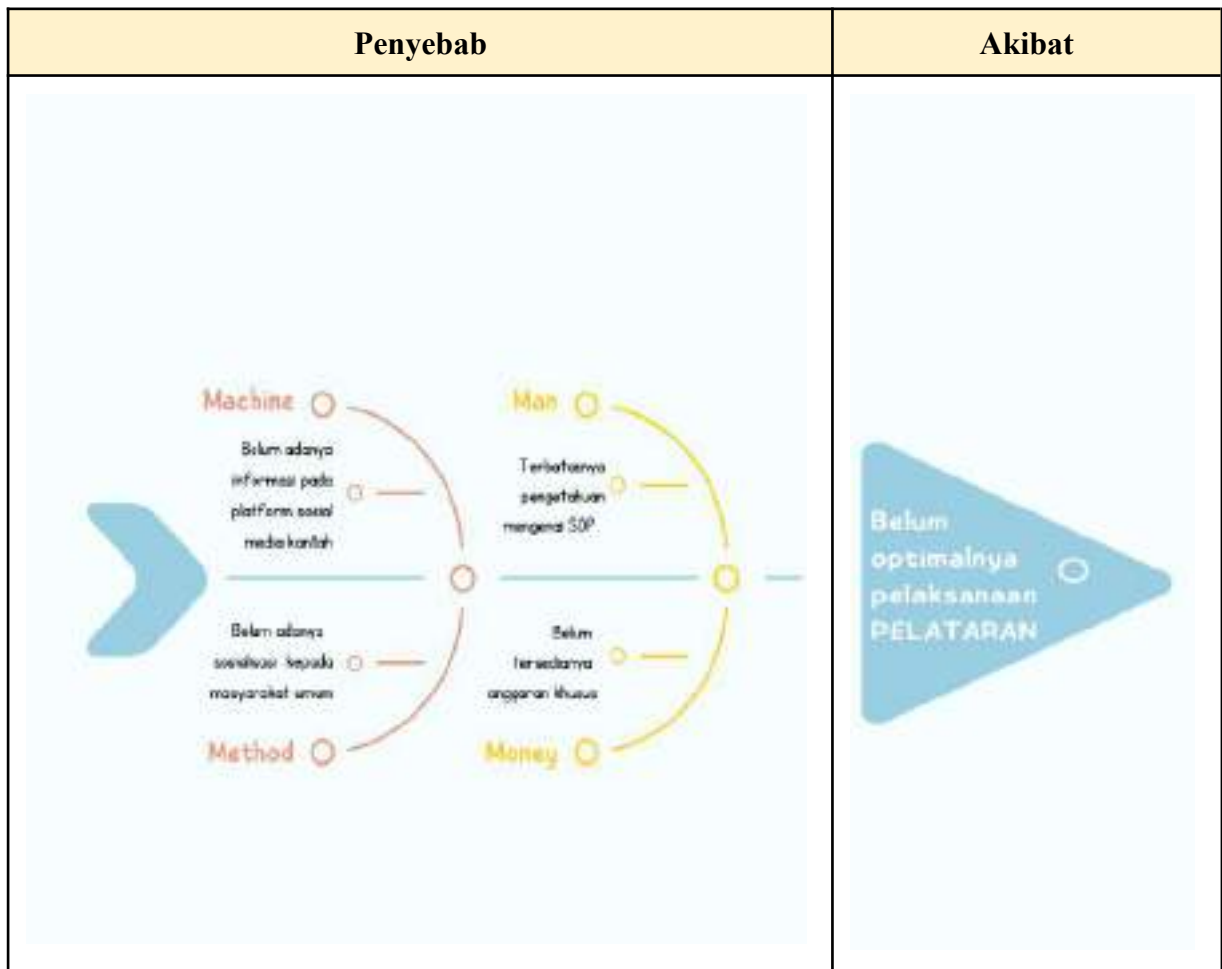 Penyebab
Akibat
Machine
Belum adanya
informasi pada
platform sosial
media kantah
Man
Terbatasnya
pengetahuan
mengenai SOP
Belum
optimalnya
pelaksanaan
PELATARAN
Belum adanya
sosialisasi kepada
masyarakat umum
Method
Belum
tersedianya
anggaran khusus
Money